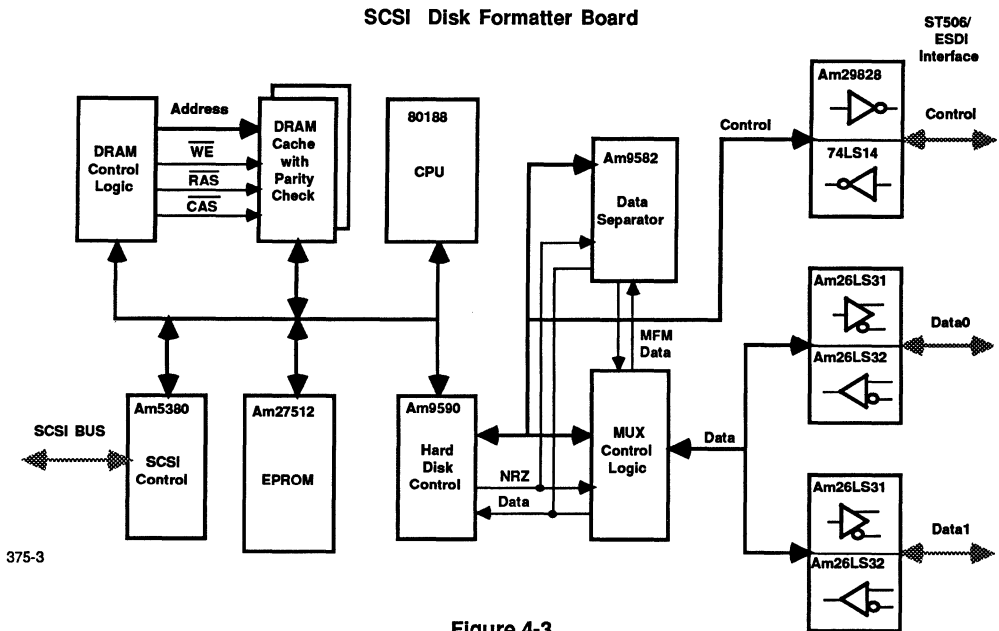 SCSI Disk Formatter Board
ST506/
ESDI
Interface
DRAM
Control
Logic
Address
WE
RAS
CAS
DRAM
Cache
with
Parity
Check
80188
CPU
Am9582
Data
Separator
Control
Am29828
74LS14
Control
MFM
Data
Am26LS31
Am26LS32
Data0
SCSI BUS
Am5380
SCSI
Control
Am27512
EPROM
Am9590
Hard
Disk
Control
NRZ
Data
MUX
Control
Logic
Data
Am26LS31
Am26LS32
Data1
375-3
Figure 4-3